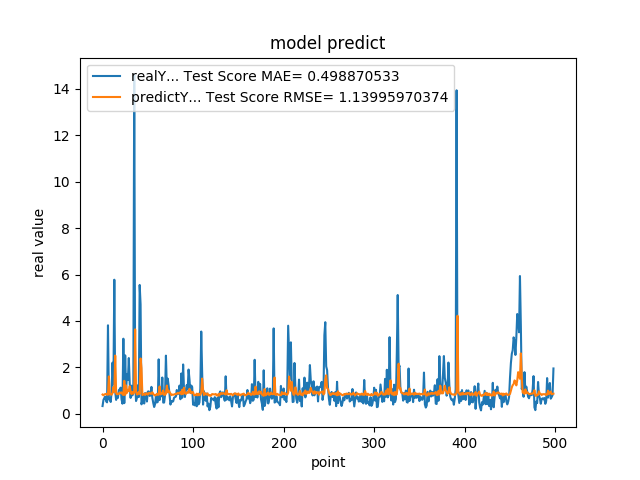 model predict
realY... Test Score MAE= 0.498870533
predictY... Test Score RMSE= 1.13995970374
14
12
10
8
6
4
2
0
real value
0 100 200 300 400 500
point